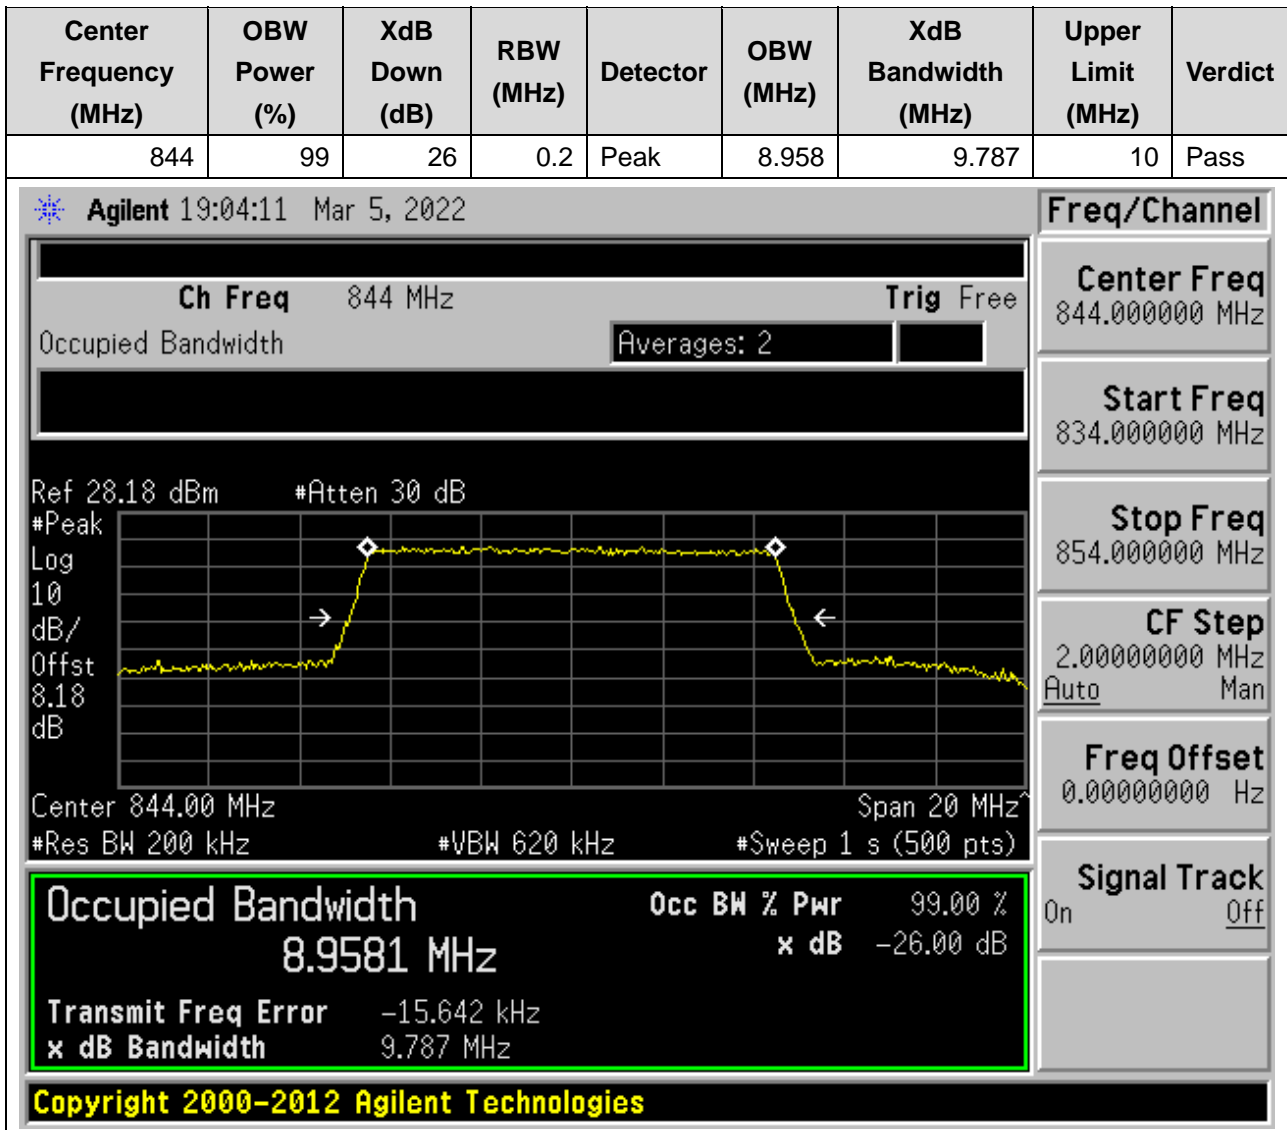 Center Frequency (MHz) OBW Power (%) XdB Down (dB) RBW (MHz) Detector OBW (MHz) XdB Bandwidth (MHz) Upper Limit (MHz) Verdict
844 99 26 0.2 Peak 8.958 9.787 10 Pass
Agilent 19:04:11 Mar 5, 2022
Ch Freq 844 MHz Trig Free
Occupied Bandwidth Averages: 2
Ref 28.18 dBm #Atten 30 dB
#Peak
Log
10
dB/
Offst
8.18
dB
Center 844.00 MHz Span 20 MHz^
#Res BW 200 kHz #VBW 620 kHz #Sweep 1 s (500 pts)
Occupied Bandwidth Occ BW % Pwr 99.00 %
8.9581 MHz x dB -26.00 dB
Transmit Freq Error -15.642 kHz
x dB Bandwidth 9.787 MHz
Copyright 2000-2012 Agilent Technologies
Freq/Channel
Center Freq
844.000000 MHz
Start Freq
834.000000 MHz
Stop Freq
854.000000 MHz
CF Step
2.00000000 MHz
Auto Man
Freq Offset
0.00000000 Hz
Signal Track
On Off